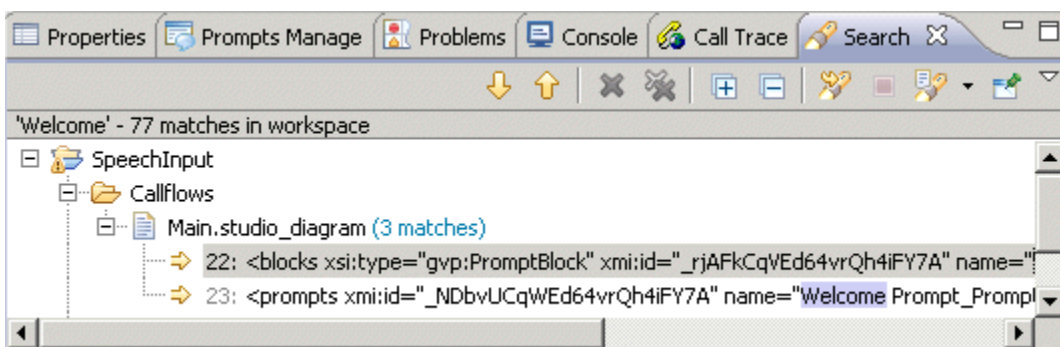 Properties Prompts Manage Problems Console Call Trace Search
'Welcome' - 77 matches in workspace
SpeechInput
Callflows
Main.studio_diagram (3 matches)
22: <blocks xsi:type="gvp:PromptBlock" xmi:id="_rjAFkCqVEd64vrQh4iFY7A" name="
23: <prompts xmi:id="_NDbvUCqWEd64vrQh4iFY7A" name="Welcome Prompt_Prompt